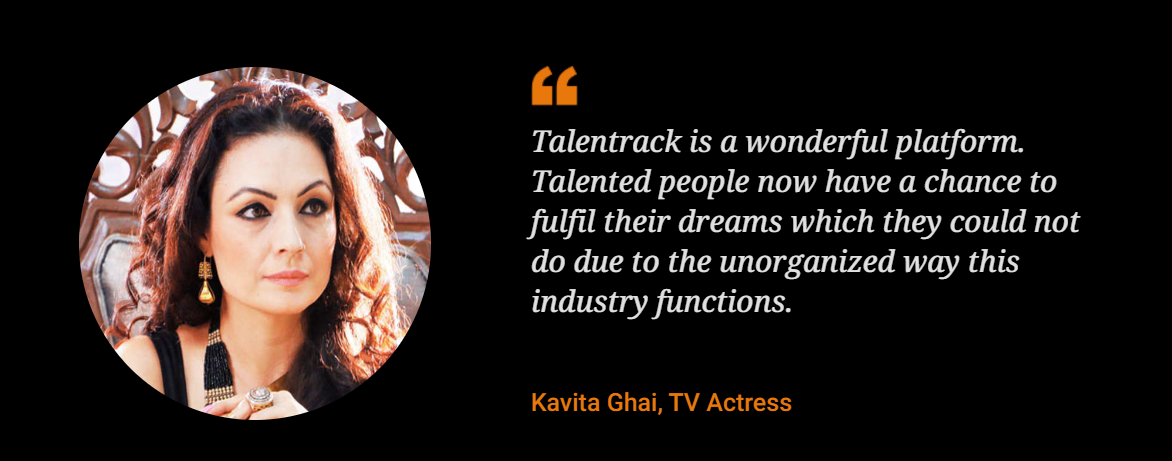 ❝
Talentrack is a wonderful platform.
Talented people now have a chance to
fulfil their dreams which they could not
do due to the unorganized way this
industry functions.
Kavita Ghai, TV Actress